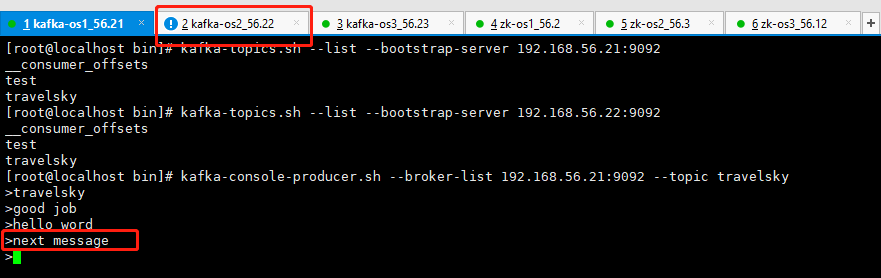 1 kafka-os1_56.21 × 2 kafka-os2_56.22 × 3 kafka-os3_56.23 × 4 zk-os1_56.2 × 5 zk-os2_56.3 × 6 zk-os3_56.12 × +
[root@localhost bin]# kafka-topics.sh --list --bootstrap-server 192.168.56.21:9092
__consumer_offsets
test
travelsky
[root@localhost bin]# kafka-topics.sh --list --bootstrap-server 192.168.56.22:9092
__consumer_offsets
test
travelsky
[root@localhost bin]# kafka-console-producer.sh --broker-list 192.168.56.21:9092 --topic travelsky
>travelsky
>good job
>hello word
>next message
>